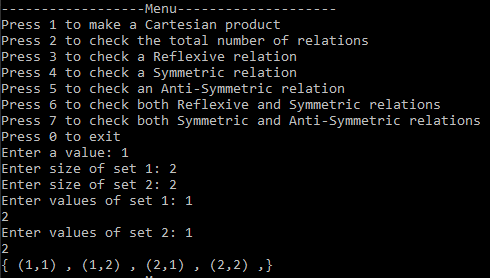 ------------------Menu--------------------
Press 1 to make a Cartesian product
Press 2 to check the total number of relations
Press 3 to check a Reflexive relation
Press 4 to check a Symmetric relation
Press 5 to check an Anti-Symmetric relation
Press 6 to check both Reflexive and Symmetric relations
Press 7 to check both Symmetric and Anti-Symmetric relations
Press 0 to exit
Enter a value: 1
Enter size of set 1: 2
Enter size of set 2: 2
Enter values of set 1: 1
2
Enter values of set 2: 1
2
{ (1,1) , (1,2) , (2,1) , (2,2) ,}